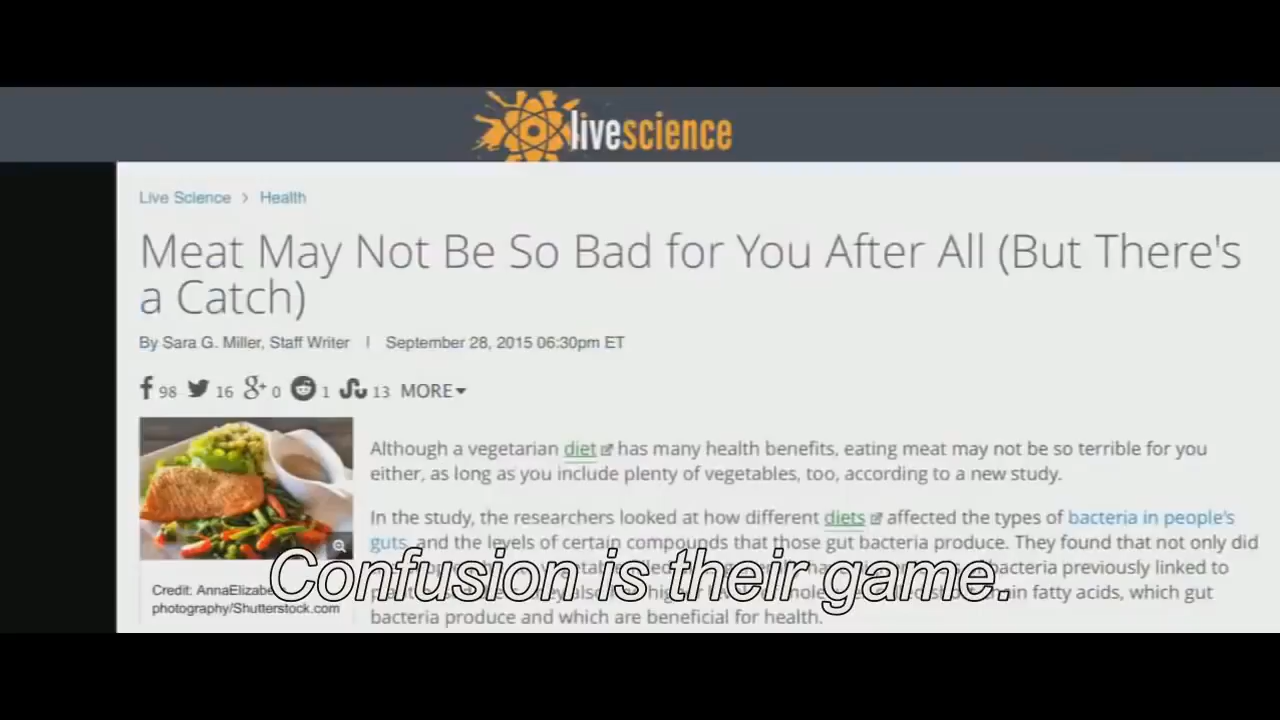 livescience
Live Science > Health
Meat May Not Be So Bad for You After All (But There's
a Catch)
By Sara G. Miller, Staff Writer | September 28, 2015 06:30pm ET
98 16 0 1 13 MORE
Although a vegetarian diet has many health benefits, eating meat may not be so terrible for you
either, as long as you include plenty of vegetables, too, according to a new study.
In the study, the researchers looked at how different diets affected the types of bacteria in people's
guts, and the levels of certain compounds that those gut bacteria produce. They found that not only did
bacteria previously linked to
fatty acids, which gut
bacteria produce and which are beneficial for health.
Credit:
photography/Shutterstock.com
Confusion is their game.